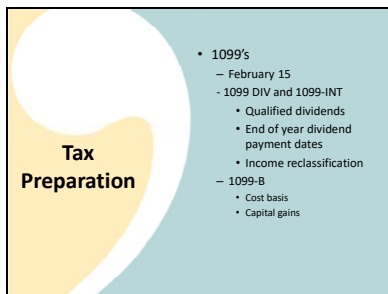 • 1099's
– February 15
- 1099 DIV and 1099-INT
• Qualified dividends
• End of year dividend
payment dates
• Income reclassification
– 1099-B
• Cost basis
• Capital gains
Tax
Preparation